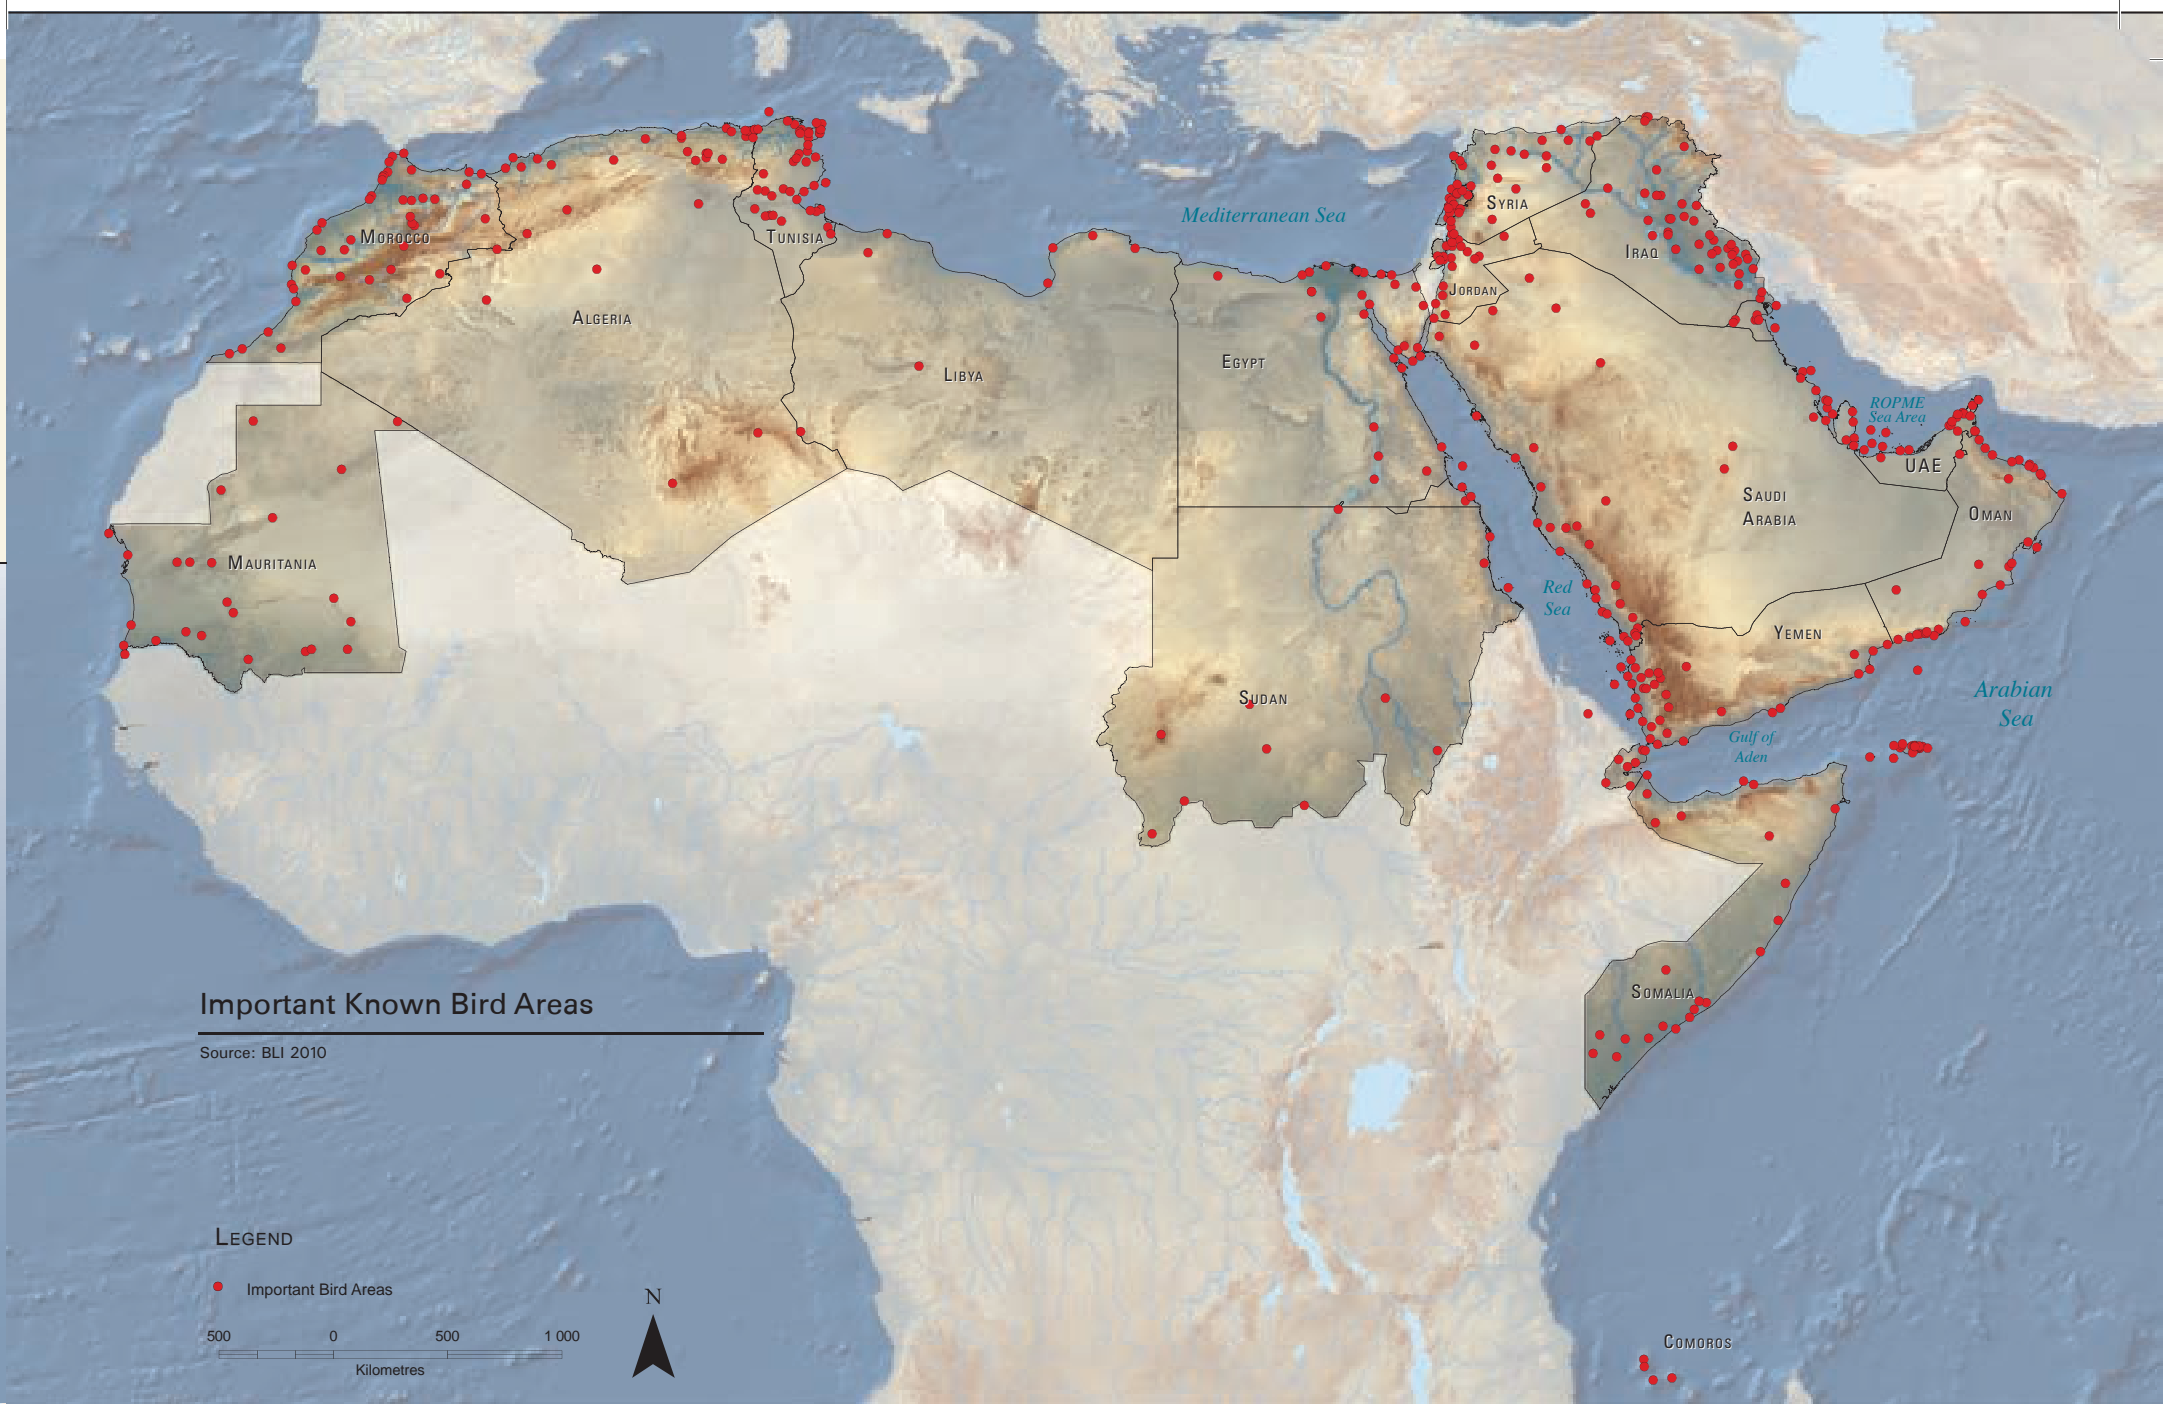 Mediterranean Sea
SYRIA
MOROCCO
TUNISIA
IRAQ
JORDAN
ALGERIA
LIBYA
EGYPT
ROPME
Sea Area
UAE
SAUDI
ARABIA
OMAN
MAURITANIA
Red
Sea
YEMEN
SUDAN
Arabian
Sea
Gulf of
Aden
SOMALIA
Important Known Bird Areas
Source: BLI 2010
LEGEND
Important Bird Areas
N
500 0 500 1 000
Kilometres
COMOROS